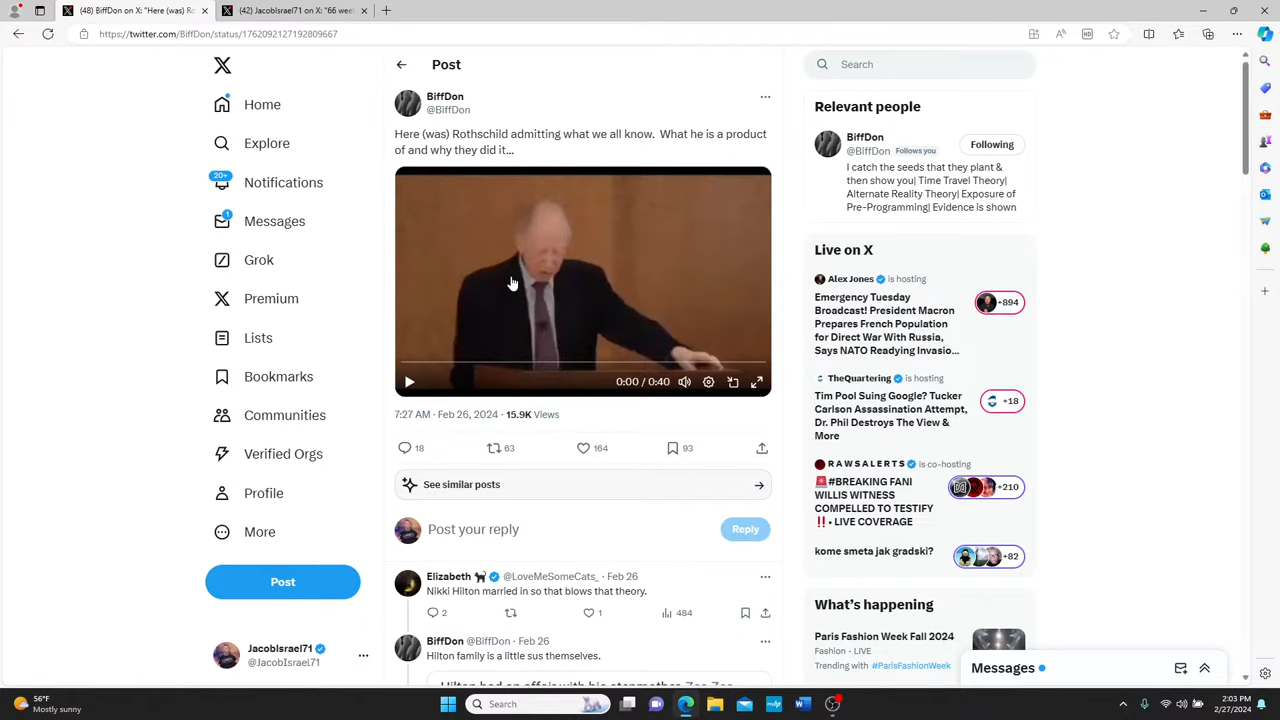 (48) BiffDon on X: "Here (was) Ro
(42) JacobIsrael71 on X: "66 week
https://twitter.com/BiffDon/status/1762092127192809667
Home
Explore
20+
Notifications
1
Messages
Grok
Premium
Lists
Bookmarks
Communities
Verified Orgs
Profile
More
Post
JacobIsrael71
@JacobIsrael71
Post
BiffDon
@BiffDon
Here (was) Rothschild admitting what we all know. What he is a product
of and why they did it...
0:00 / 0:40
7:27 AM · Feb 26, 2024 · 15.9K Views
18 63 164 93
See similar posts
Post your reply
Reply
Elizabeth @LoveMeSomeCats_ · Feb 26
Nikki Hilton married in so that blows that theory.
2 1 484
BiffDon @BiffDon · Feb 26
Hilton family is a little sus themselves.
Search
Relevant people
BiffDon
@BiffDon Follows you
Following
I catch the seeds that they plant &
then show you| Time Travel Theory|
Alternate Reality Theory| Exposure of
Pre-Programming| Evidence is shown
Live on X
Alex Jones is hosting
Emergency Tuesday
Broadcast! President Macron
Prepares French Population
for Direct War With Russia,
Says NATO Readying Invasio...
+894
TheQuartering is hosting
Tim Pool Suing Google? Tucker
Carlson Assassination Attempt,
Dr. Phil Destroys The View &
More
+18
R A W S A L E R T S is co-hosting
🚨#BREAKING FANI
WILLIS WITNESS
COMPELLED TO TESTIFY
‼️• LIVE COVERAGE
+210
kome smeta jak gradski?
+82
What's happening
Paris Fashion Week Fall 2024
Fashion · LIVE
Trending with #ParisFashionWeek
Messages
56°F
Mostly sunny
Search
2:03 PM
2/27/2024